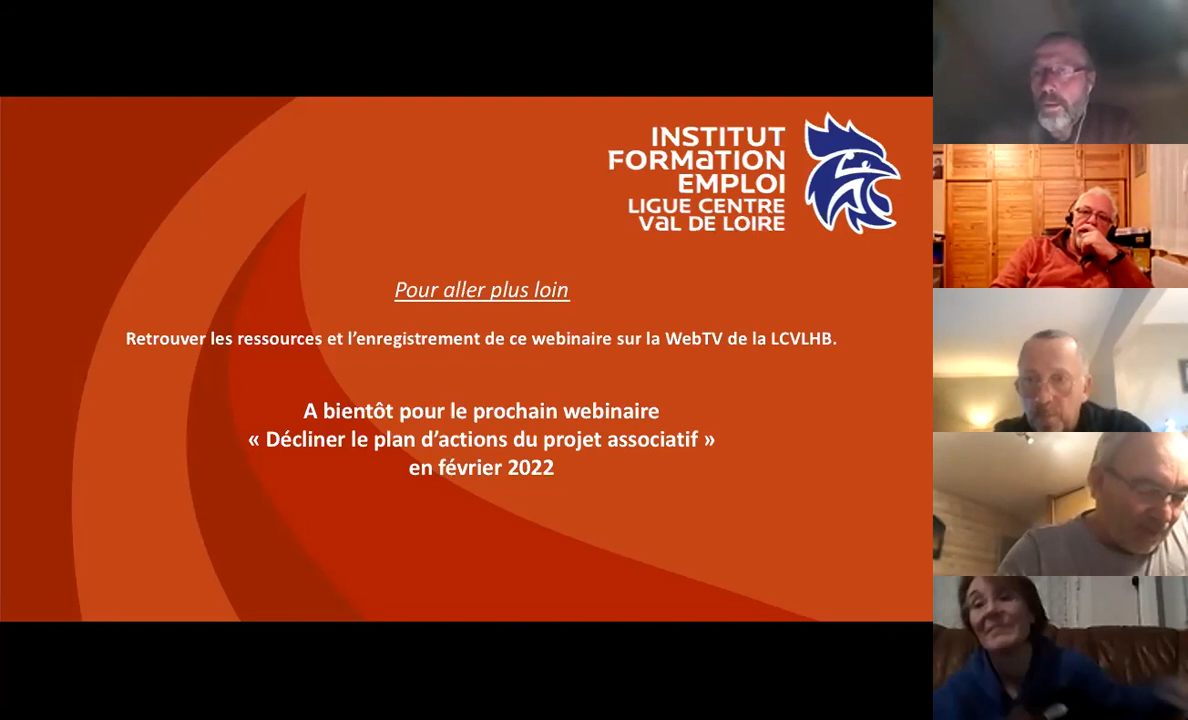 INSTITUT
FORMaTION
EMPLOI
LIGUE CENTRE
VaL DE LOIRE
Pour aller plus loin
Retrouver les ressources et l’enregistrement de ce webinaire sur la WebTV de la LCVLHB.
A bientôt pour le prochain webinaire
« Décliner le plan d’actions du projet associatif »
en février 2022